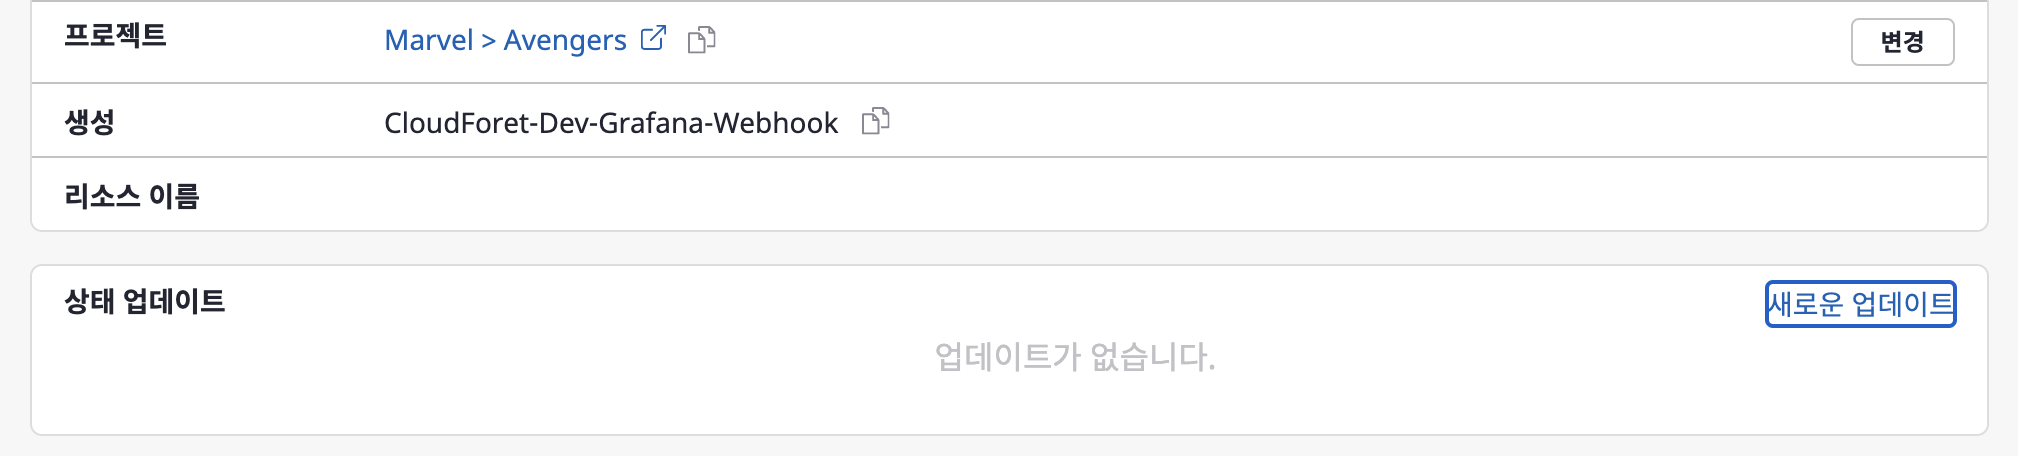 프로젝트 Marvel > Avengers 변경
생성 CloudForet-Dev-Grafana-Webhook
리소스 이름
상태 업데이트 새로운 업데이트
업데이트가 없습니다.